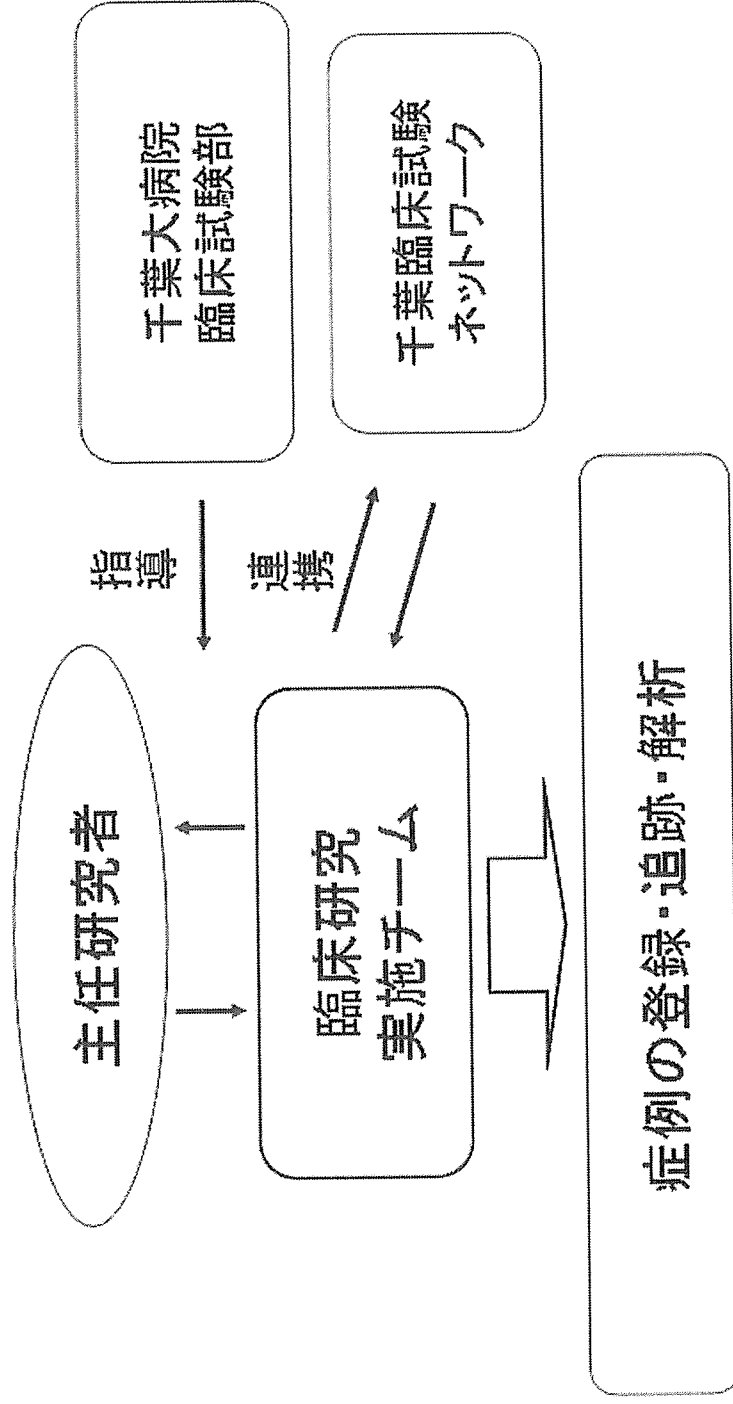 主任研究者
臨床研究
実施チーム
指導
連携
千葉大病院
臨床試験部
千葉臨床試験
ネットワーク
症例の登録・追跡・解析